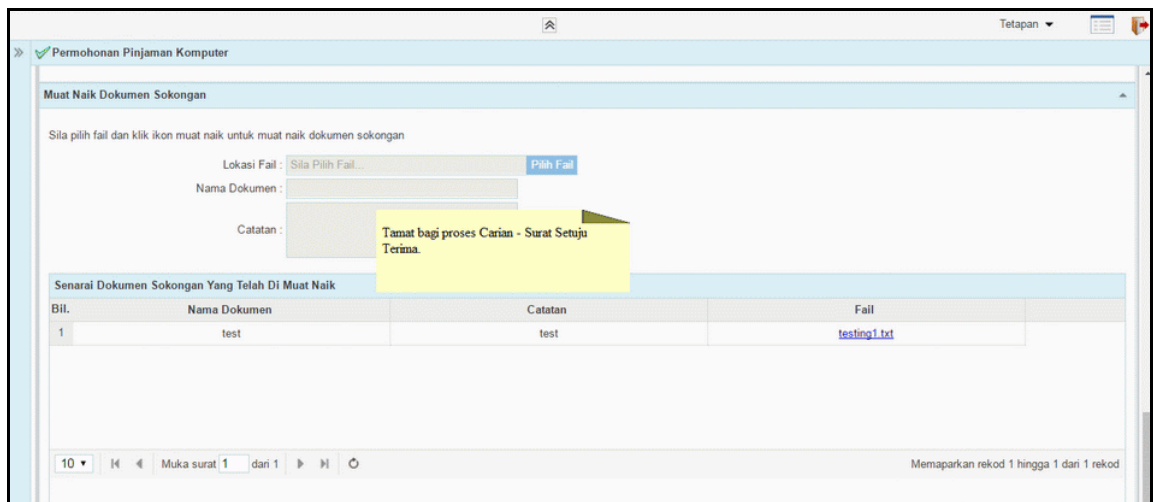 Tetapan
Permohonan Pinjaman Komputer
Muat Naik Dokumen Sokongan
Sila pilih fail dan klik ikon muat naik untuk muat naik dokumen sokongan
Lokasi Fail : Sila Pilih Fail... Pilih Fail
Nama Dokumen :
Catatan :
Tamat bagi proses Carian - Surat Setuju
Terima.
Senarai Dokumen Sokongan Yang Telah Di Muat Naik
Bil. Nama Dokumen Catatan Fail
1 test test testing1.txt
10 Muka surat 1 dari 1 Memaparkan rekod 1 hingga 1 dari 1 rekod